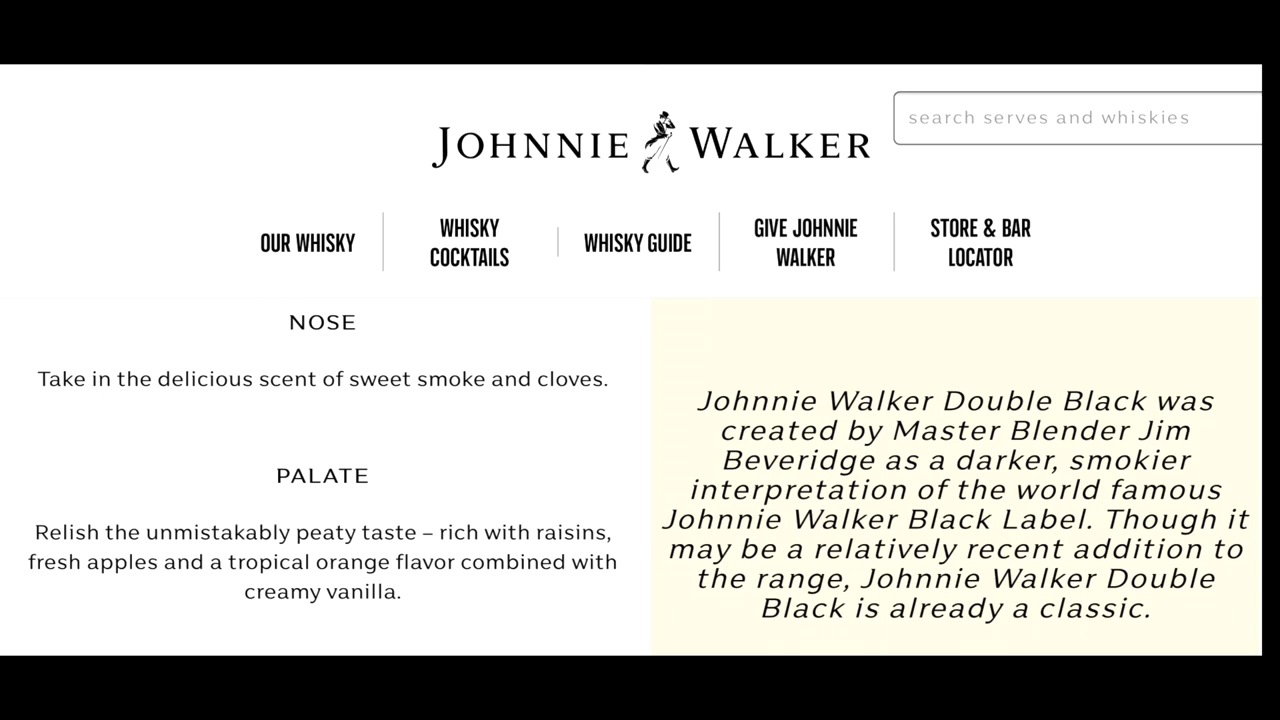 search serves and whiskies
JOHNNIE WALKER
OUR WHISKY
WHISKY
COCKTAILS
WHISKY GUIDE
GIVE JOHNNIE
WALKER
STORE & BAR
LOCATOR
NOSE
Take in the delicious scent of sweet smoke and cloves.
PALATE
Relish the unmistakably peaty taste – rich with raisins,
fresh apples and a tropical orange flavor combined with
creamy vanilla.
Johnnie Walker Double Black was
created by Master Blender Jim
Beveridge as a darker, smokier
interpretation of the world famous
Johnnie Walker Black Label. Though it
may be a relatively recent addition to
the range, Johnnie Walker Double
Black is already a classic.